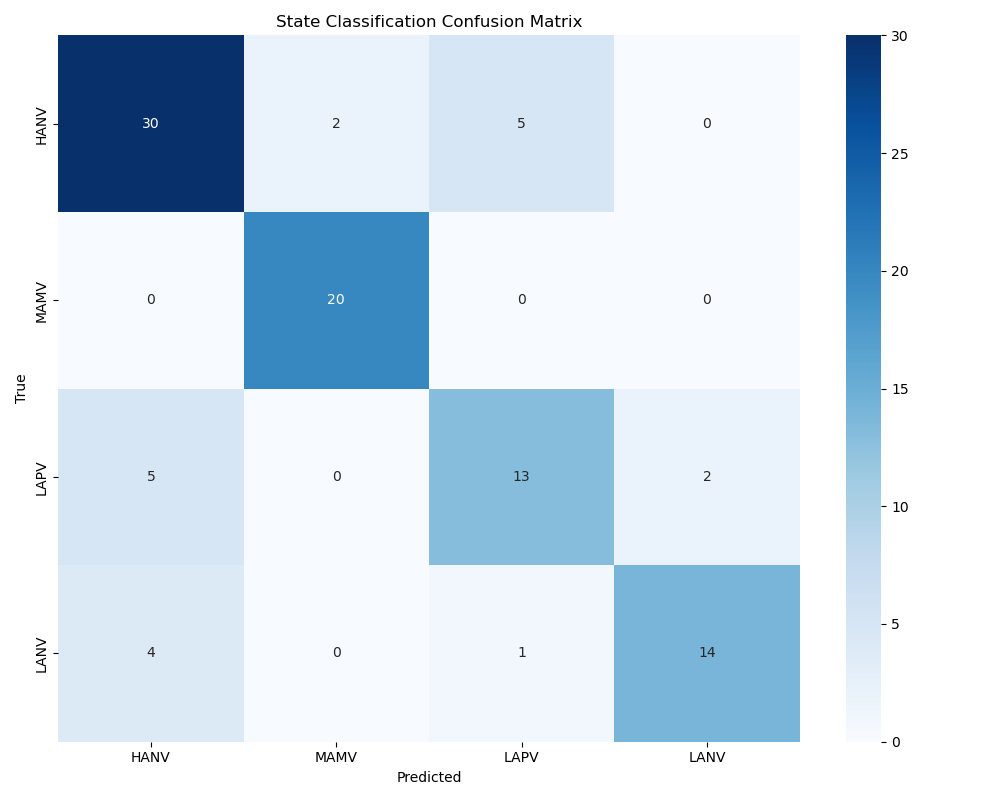 State Classification Confusion Matrix
HANV 30 2 5 0
MAMV 0 20 0 0
LAPV 5 0 13 2
LANV 4 0 1 14
True
HANV MAMV LAPV LANV
Predicted
30
25
20
15
10
5
0